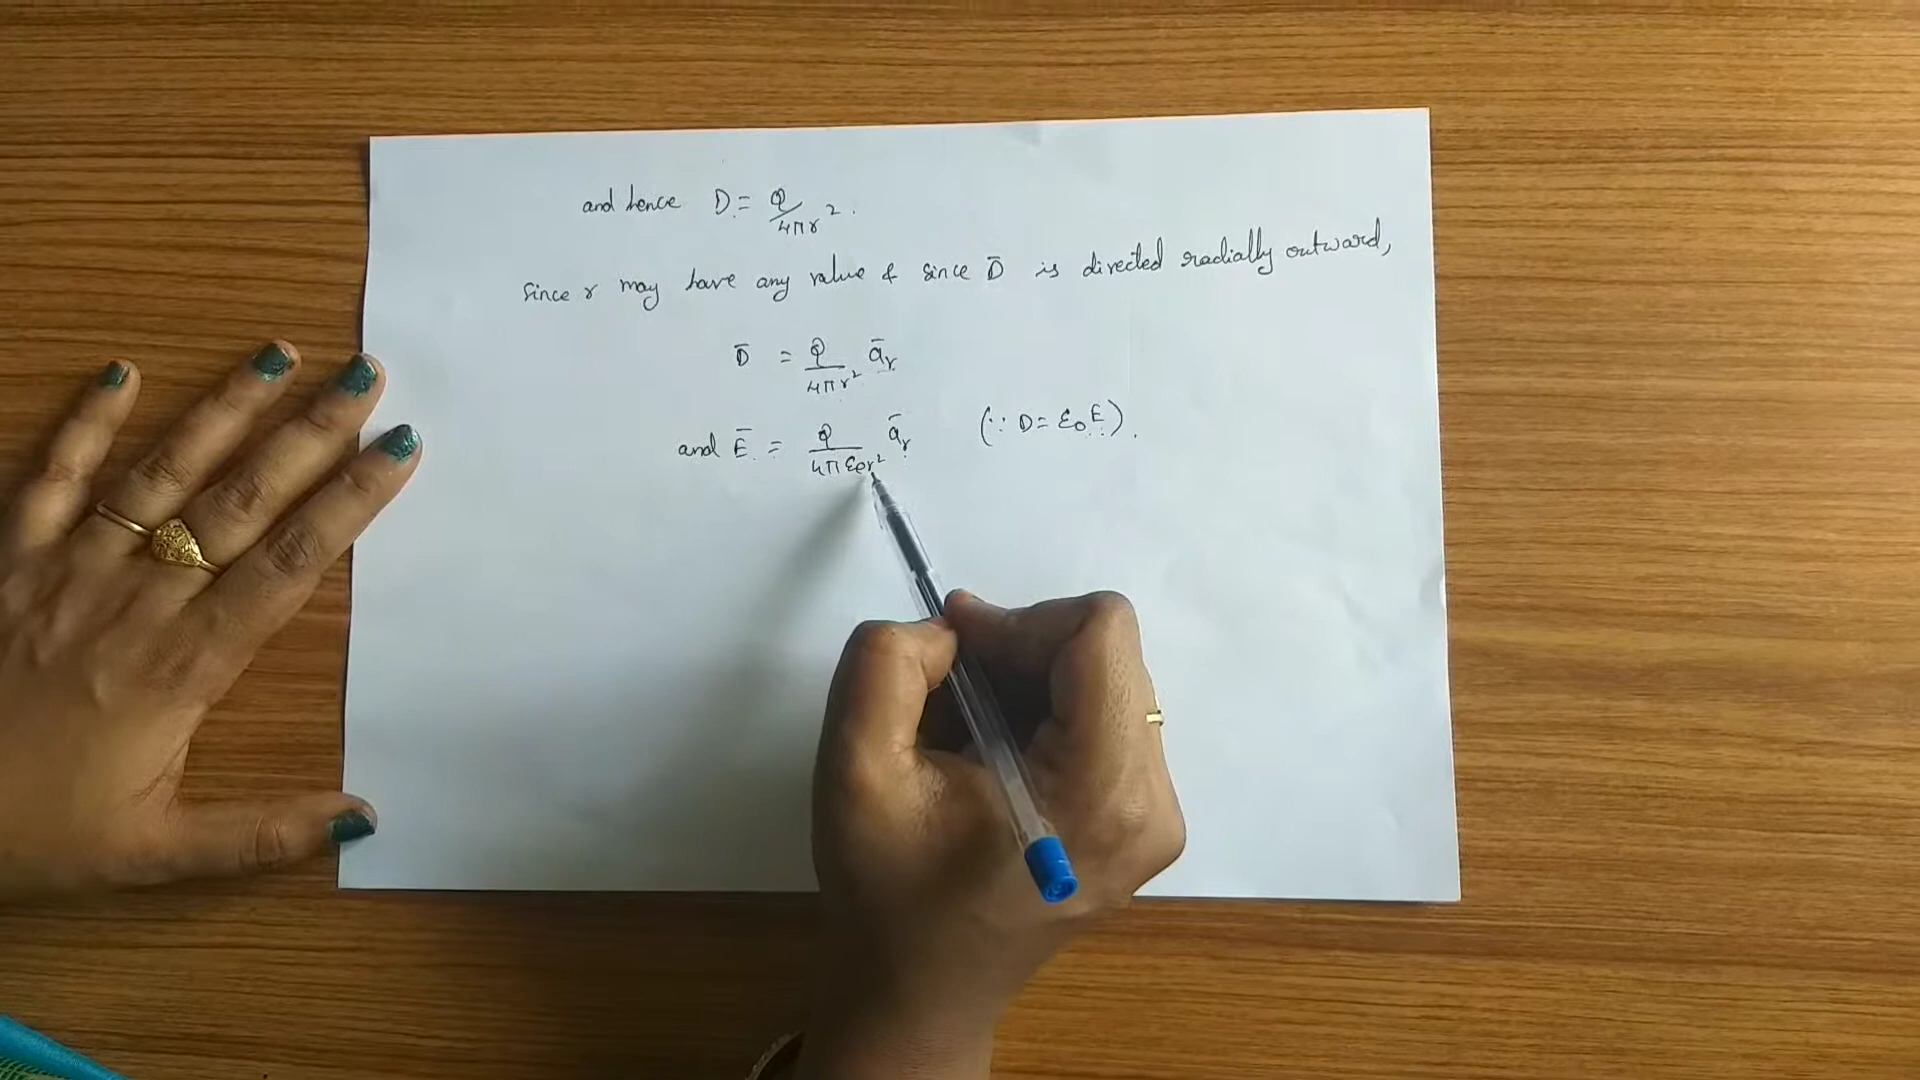 and hence D = Q/4πr².
Since r may have any value & since D̄ is directed radially outward,
D̄ = Q/4πr² āᵣ
and Ē = Q/4πε₀r² āᵣ (∵ D = ε₀E).